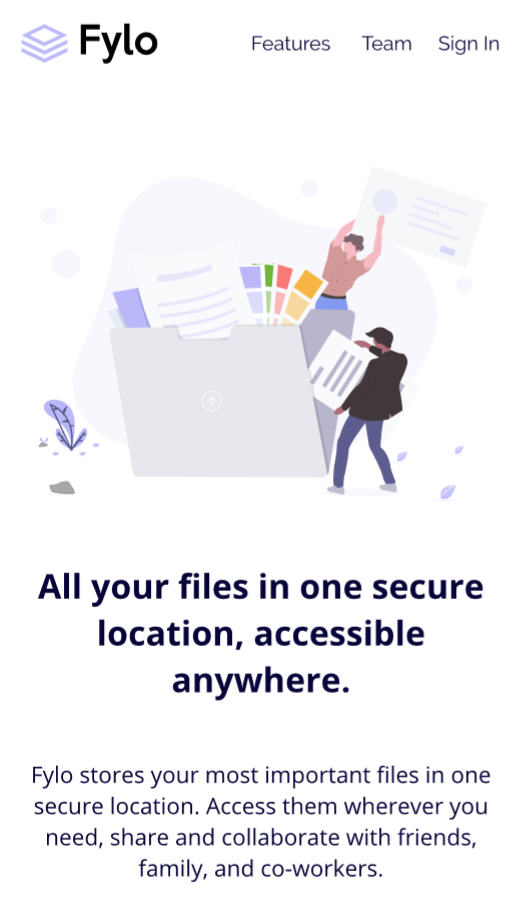 Fylo
Features Team Sign In
All your files in one secure
location, accessible
anywhere.
Fylo stores your most important files in one
secure location. Access them wherever you
need, share and collaborate with friends,
family, and co-workers.